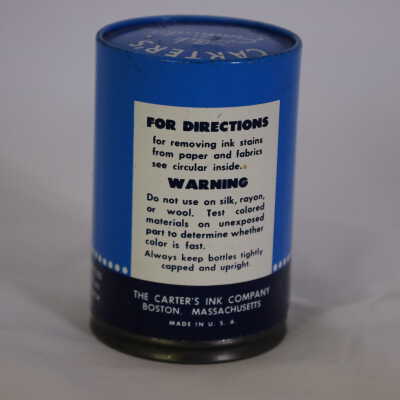 CARTER'S
FOR DIRECTIONS
for removing ink stains
from paper and fabrics
see circular inside.
WARNING
Do not use on silk, rayon,
or wool. Test colored
materials on unexposed
part to determine whether
color is fast.
Always keep bottles tightly
capped and upright.
THE CARTER'S INK COMPANY
BOSTON, MASSACHUSETTS
MADE IN U. S. A.